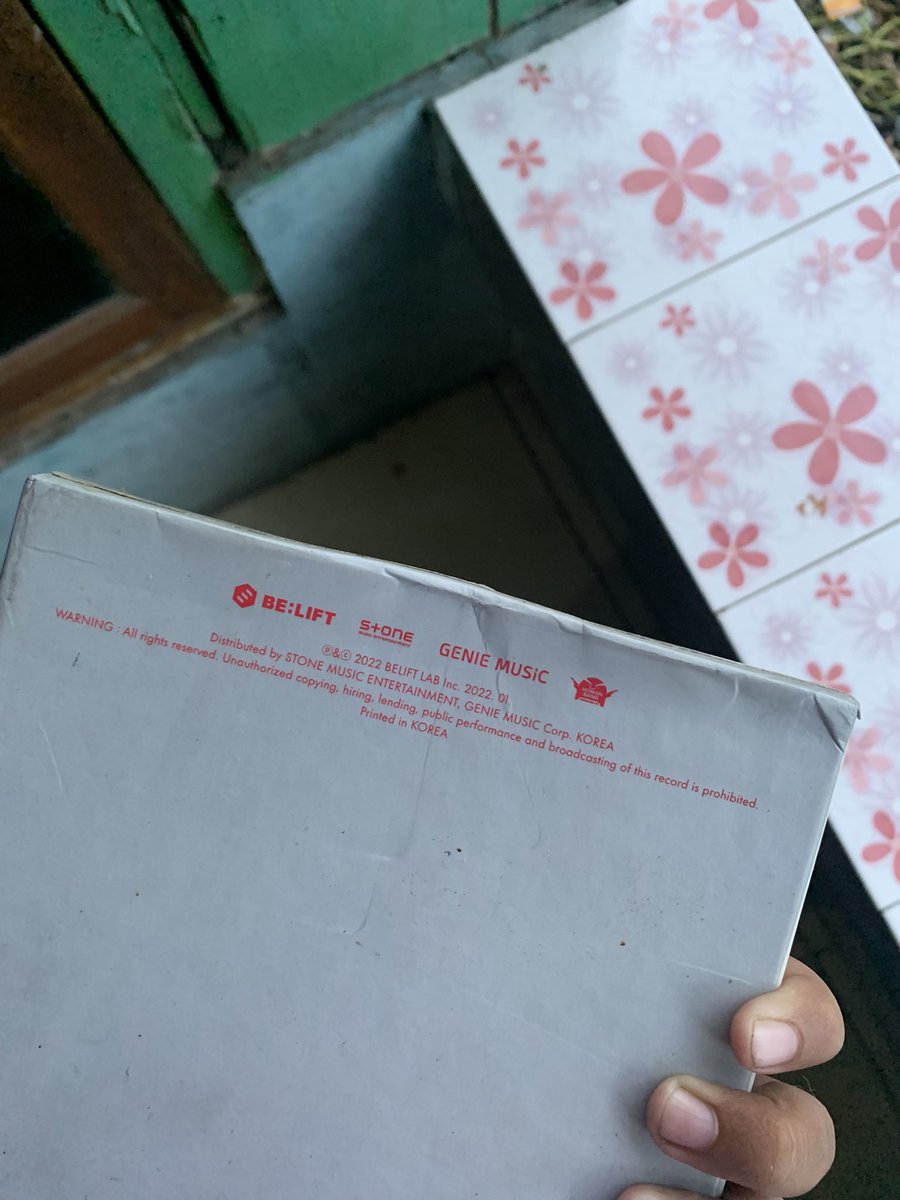 BE:LIFT
STONE
music entertainment
GENIE MUSiC
Ⓟ&© 2022 BELIFT LAB Inc. 2022. 01.
Distributed by STONE MUSIC ENTERTAINMENT, GENIE MUSIC Corp. KOREA
WARNING : All rights reserved. Unauthorized copying, hiring, lending, public performance and broadcasting of this record is prohibited.
Printed in KOREA